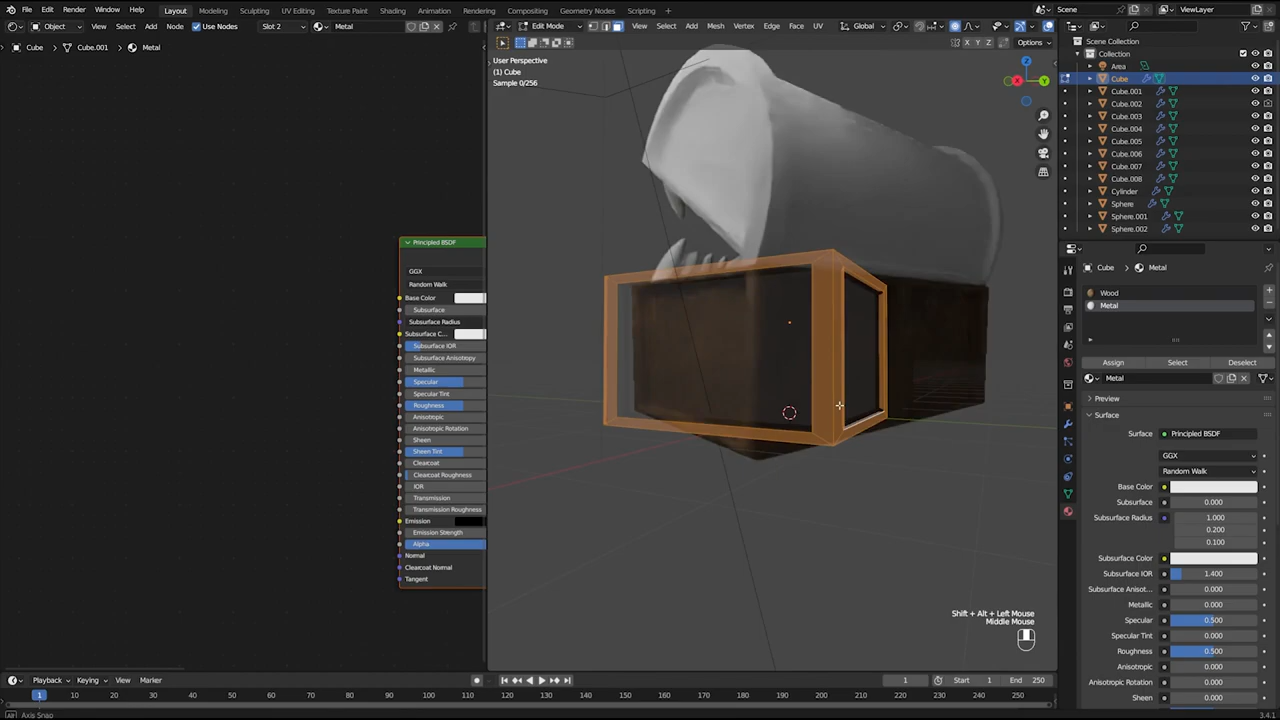 File Edit Render Window Help Layout Modeling Sculpting UV Editing Texture Paint Shading Animation Rendering Compositing Geometry Nodes Scripting Scene ViewLayer
Object View Select Add Node Use Nodes Slot 2 Metal
Edit Mode View Select Add Mesh Vertex Edge Face UV Global
Cube Cube.001 Metal
X Y Z Options
User Perspective
(1) Cube
Sample 0/256
X Y Z
Scene Collection
Collection
Area
Cube
Cube.001
Cube.002
Cube.003
Cube.004
Cube.005
Cube.006
Cube.007
Cube.008
Cylinder
Sphere
Sphere.001
Sphere.002
Principled BSDF
GGX
Random Walk
Base Color
Subsurface
Subsurface Radius
Subsurface C...
Subsurface IOR
Subsurface Anisotropy
Metallic
Specular
Specular Tint
Roughness
Anisotropic
Anisotropic Rotation
Sheen
Sheen Tint
Clearcoat
Clearcoat Roughness
IOR
Transmission
Transmission Roughness
Emission
Emission Strength
Alpha
Normal
Clearcoat Normal
Tangent
Cube Metal
Wood
Metal
Assign Select Deselect
Metal
Preview
Surface
Surface Principled BSDF
GGX
Random Walk
Base Color
Subsurface 0.000
Subsurface Radius 1.000
0.200
0.100
Subsurface Color
Subsurface IOR 1.400
Subsurface Anisot... 0.000
Metallic 0.000
Specular 0.500
Specular Tint 0.000
Roughness 0.500
Anisotropic 0.000
Anisotropic Rotation 0.000
Sheen 0.000
Shift + Alt + Left Mouse
Middle Mouse
Playback Keying View Marker 1 Start 1 End 250
1 10 20 30 40 50 60 70 80 90 100 110 120 130 140 150 160 170 180 190 200 210 220 230 240 250
Axis Snap 3.4.1